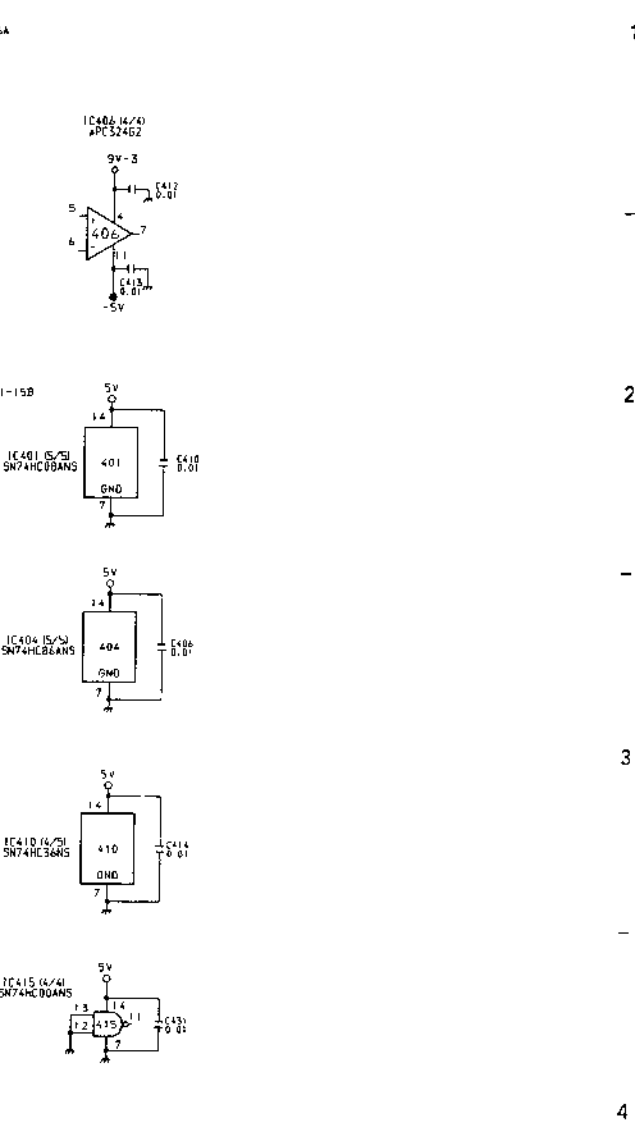 IC406 (4/4)
µPC324G2
9V-3
C412
0.01
5
4
406
7
6
11
C413
0.01
-5V
2
5V
14
IC401 (5/5)
SN74HC08ANS
401
C410
0.01
GND
7
5V
14
IC404 (5/5)
SN74HC86ANS
404
C406
0.01
GND
7
3
5V
14
IC410 (4/5)
SN74HC36NS
410
C414
0.01
GND
7
5V
IC415 (4/4)
SN74HC00ANS
13
14
11
12
415
C431
0.01
7
4